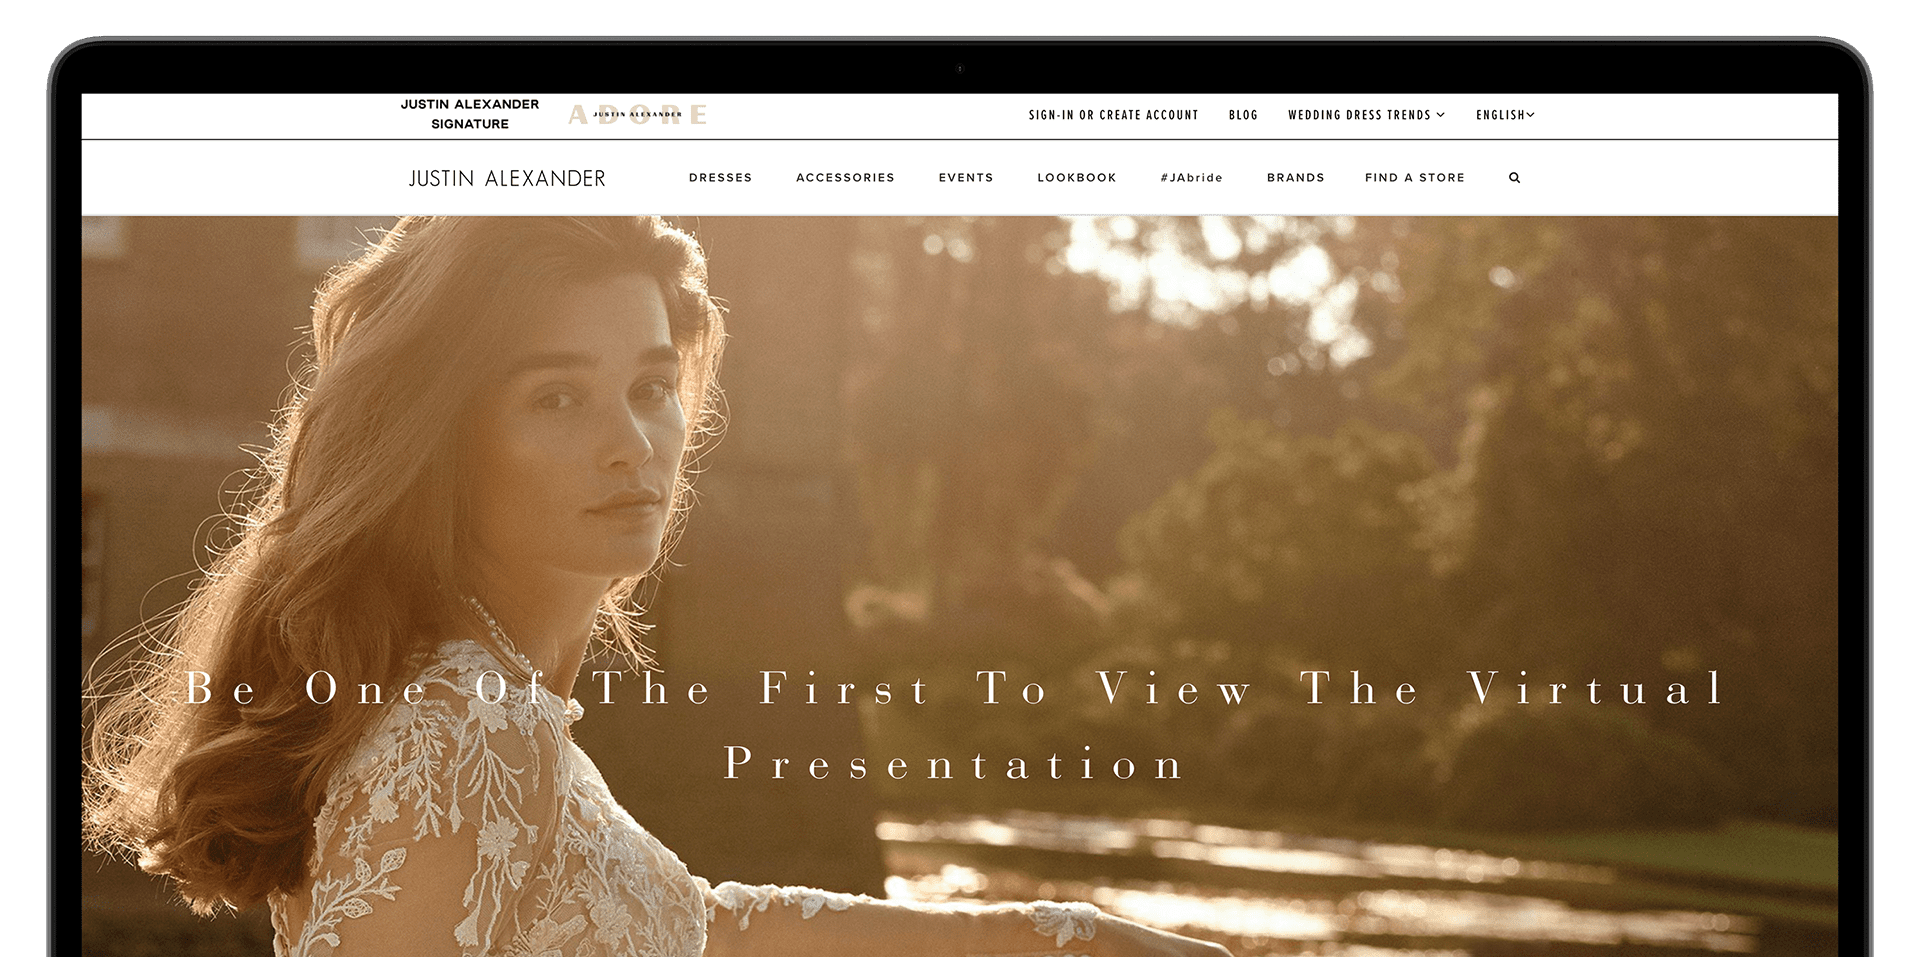 JUSTIN ALEXANDER
SIGNATURE
ADORE
JUSTIN ALEXANDER
SIGN-IN OR CREATE ACCOUNT
BLOG
WEDDING DRESS TRENDS
ENGLISH
JUSTIN ALEXANDER
DRESSES
ACCESSORIES
EVENTS
LOOKBOOK
#JAbride
BRANDS
FIND A STORE
Be One Of The First To View The Virtual
Presentation